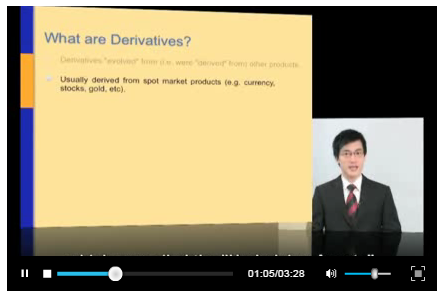 What are Derivatives?
Derivatives "evolved" from (i.e. were "derived" from) other products.
Usually derived from spot market products (e.g. currency,
stocks, gold, etc).
01:05/03:28